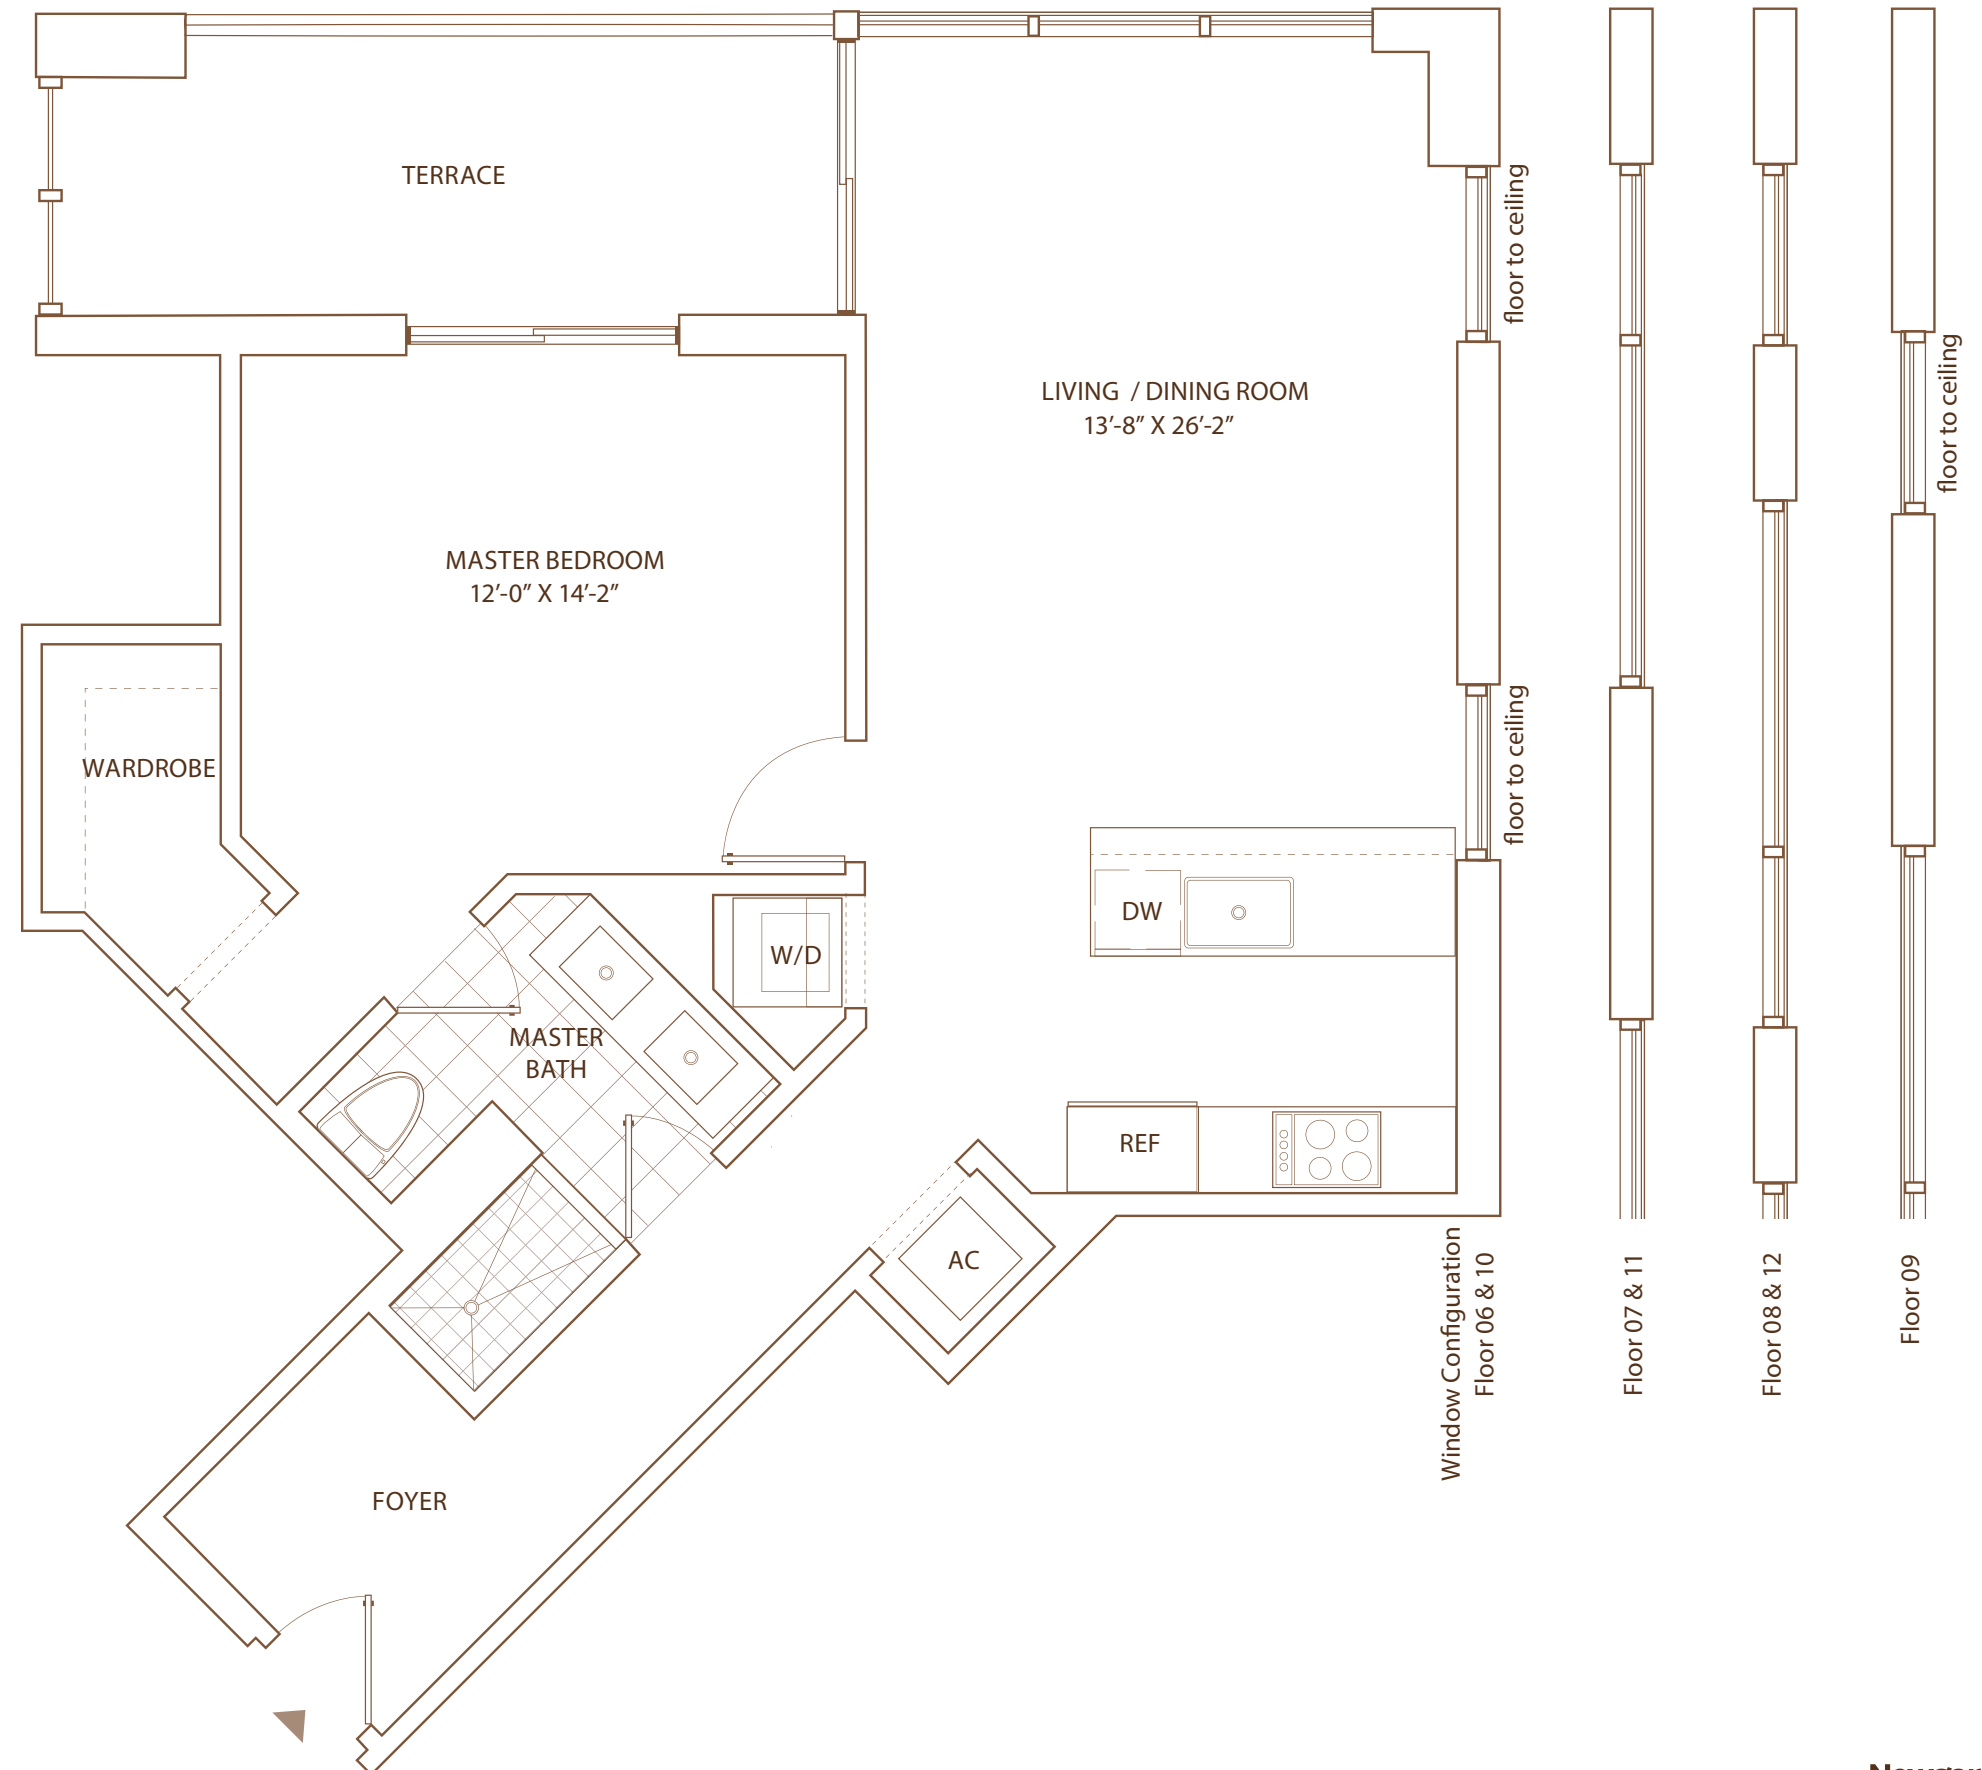 TERRACE
LIVING / DINING ROOM
13’-8” X 26’-2”
MASTER BEDROOM
12’-0” X 14’-2”
WARDROBE
DW
W/D
MASTER
BATH
REF
AC
FOYER
floor to ceiling
floor to ceiling
floor to ceiling
Window Configuration
Floor 06 & 10
Floor 07 & 11
Floor 08 & 12
Floor 09